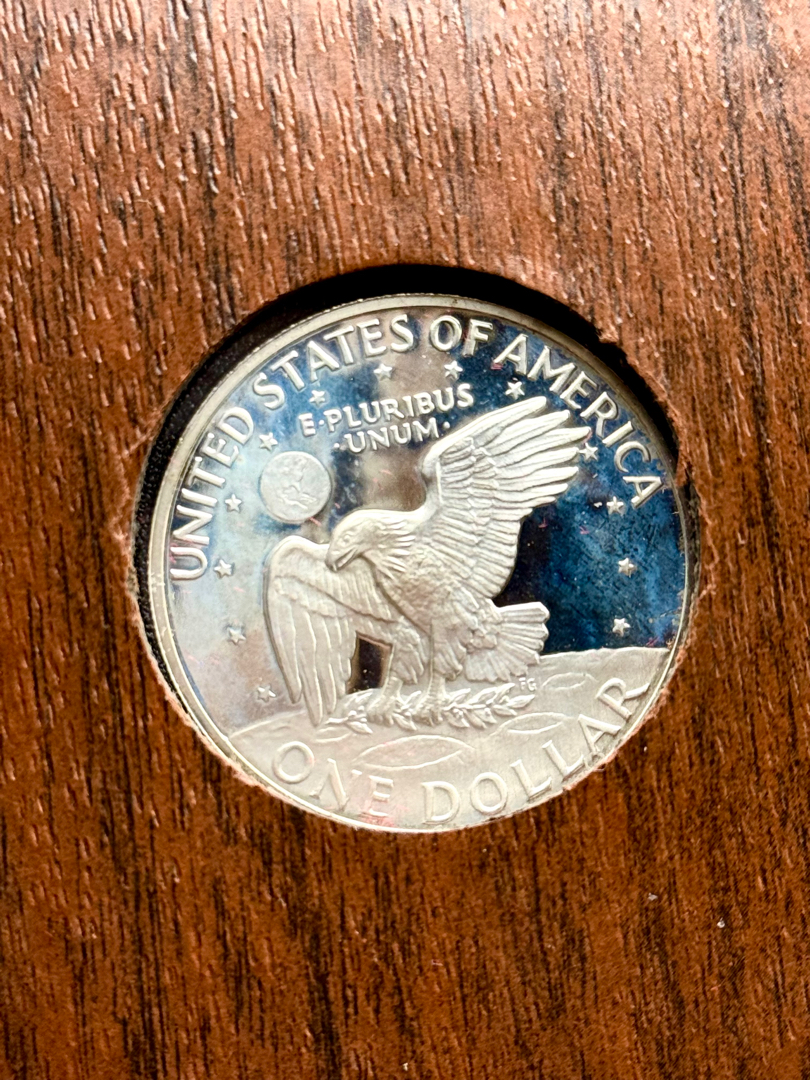 UNITED STATES OF AMERICA
E·PLURIBUS
·UNUM·
FG
ONE DOLLAR